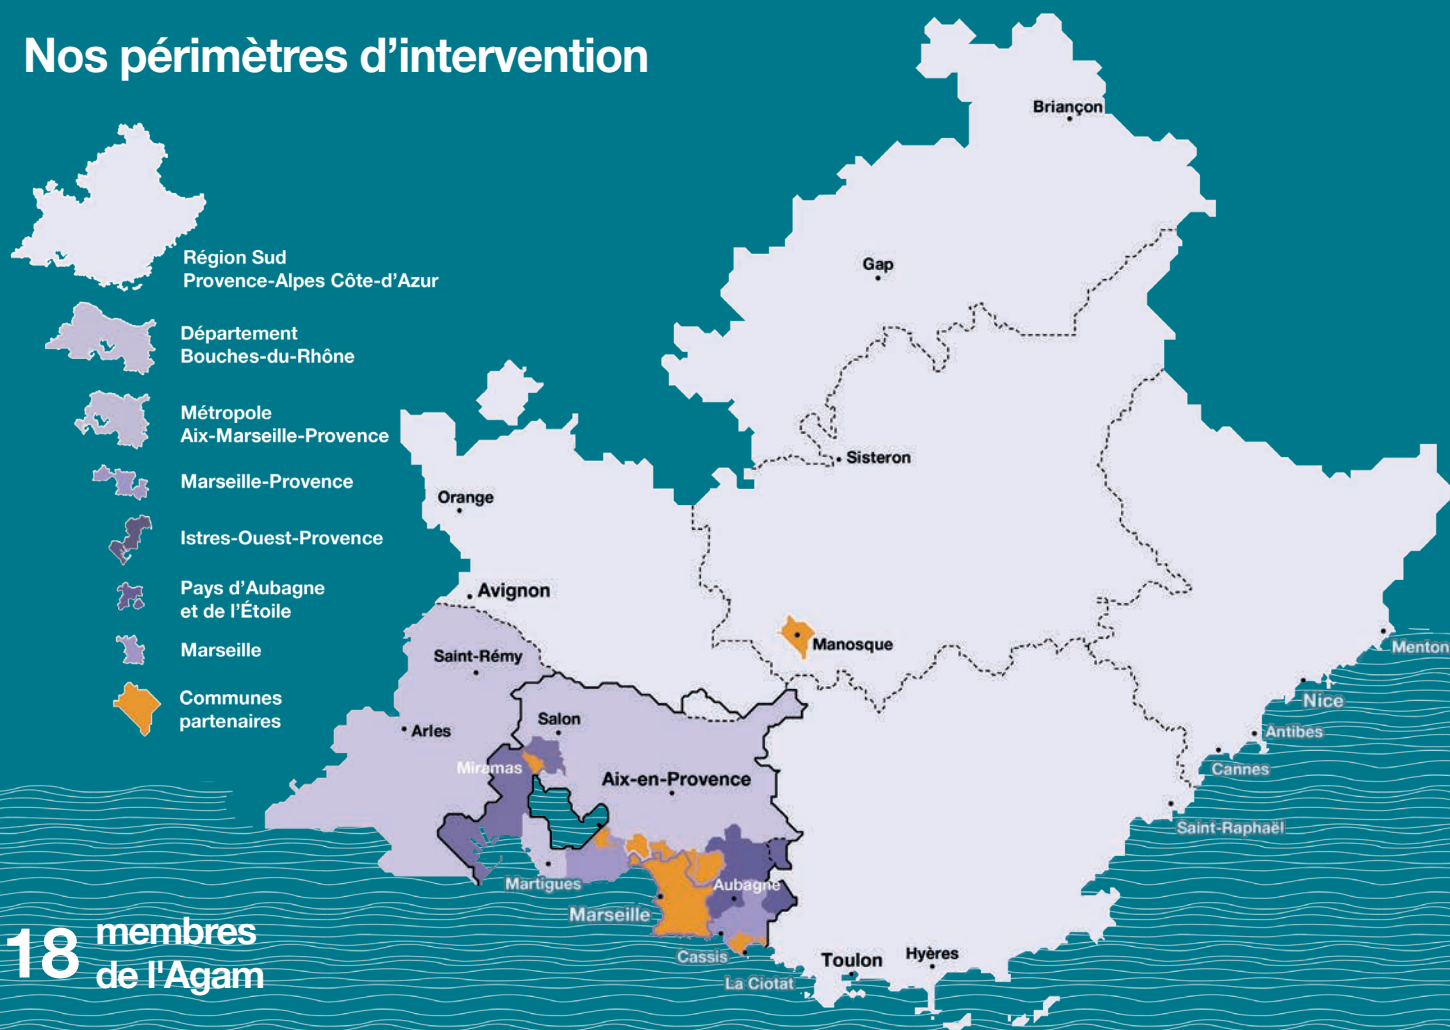 Nos périmètres d'intervention
Région Sud
Provence-Alpes Côte-d'Azur
Département
Bouches-du-Rhône
Métropole
Aix-Marseille-Provence
Marseille-Provence
Istres-Ouest-Provence
Pays d'Aubagne
et de l'Étoile
Marseille
Communes
partenaires
Briançon
Gap
Sisteron
Orange
Avignon
Manosque
Saint-Rémy
Menton
Nice
Arles
Salon
Antibes
Miramas
Aix-en-Provence
Cannes
Saint-Raphaël
Martigues
Aubagne
Marseille
Cassis
Toulon
Hyères
La Ciotat
18 membres
de l'Agam